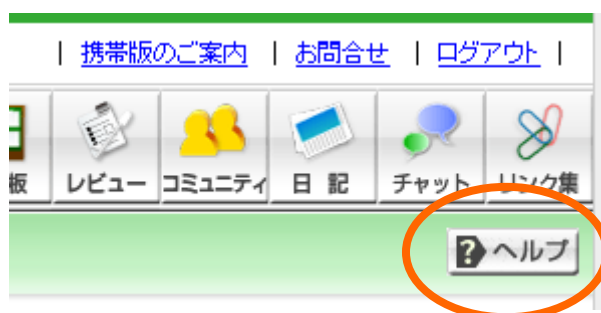 | 携帯版のご案内 | お問合せ | ログアウト |
板 レビュー コミュニティ 日 記 チャット リンク集
? ヘルプ